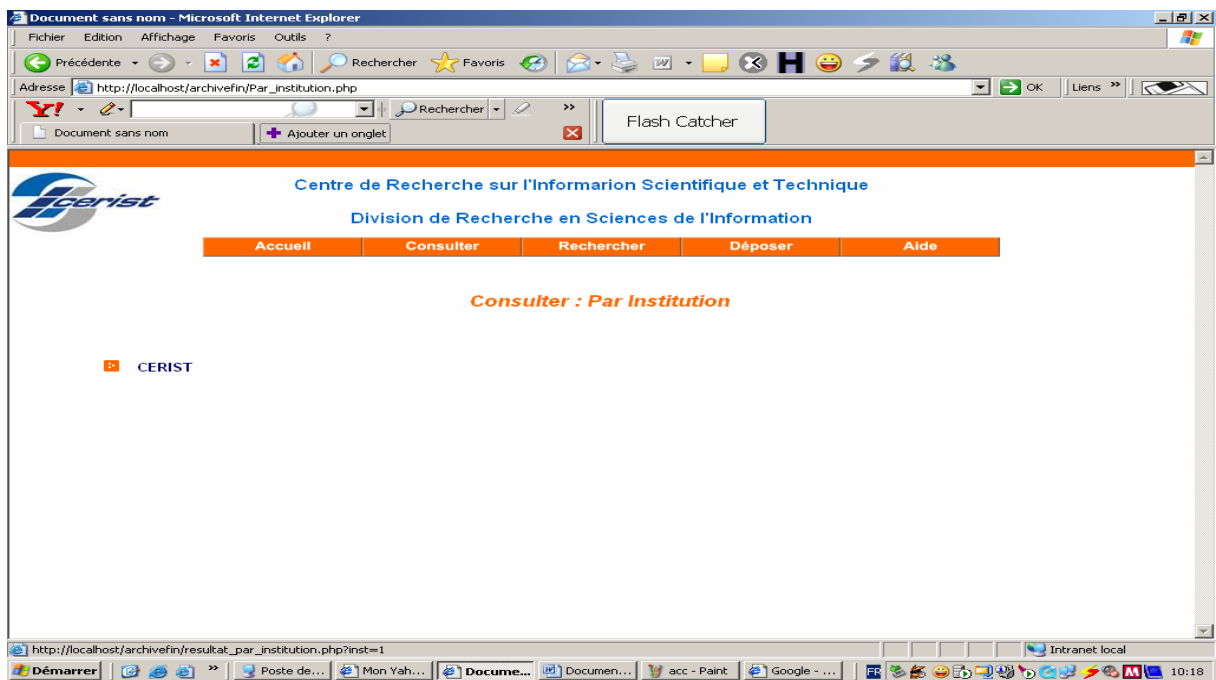 Document sans nom - Microsoft Internet Explorer
Fichier Edition Affichage Favoris Outils ?
Précédente Rechercher Favoris
Adresse http://localhost/archivefin/Par_institution.php OK Liens »
Y! Rechercher »
Flash Catcher
Document sans nom Ajouter un onglet
cerist
Centre de Recherche sur l'Informarion Scientifique et Technique
Division de Recherche en Sciences de l'Information
Accueil Consulter Rechercher Déposer Aide
Consulter : Par Institution
CERIST
http://localhost/archivefin/resultat_par_institution.php?inst=1 Intranet local
Démarrer » Poste de... Mon Yah... Docume... Documen... acc - Paint Google - ... FR 10:18